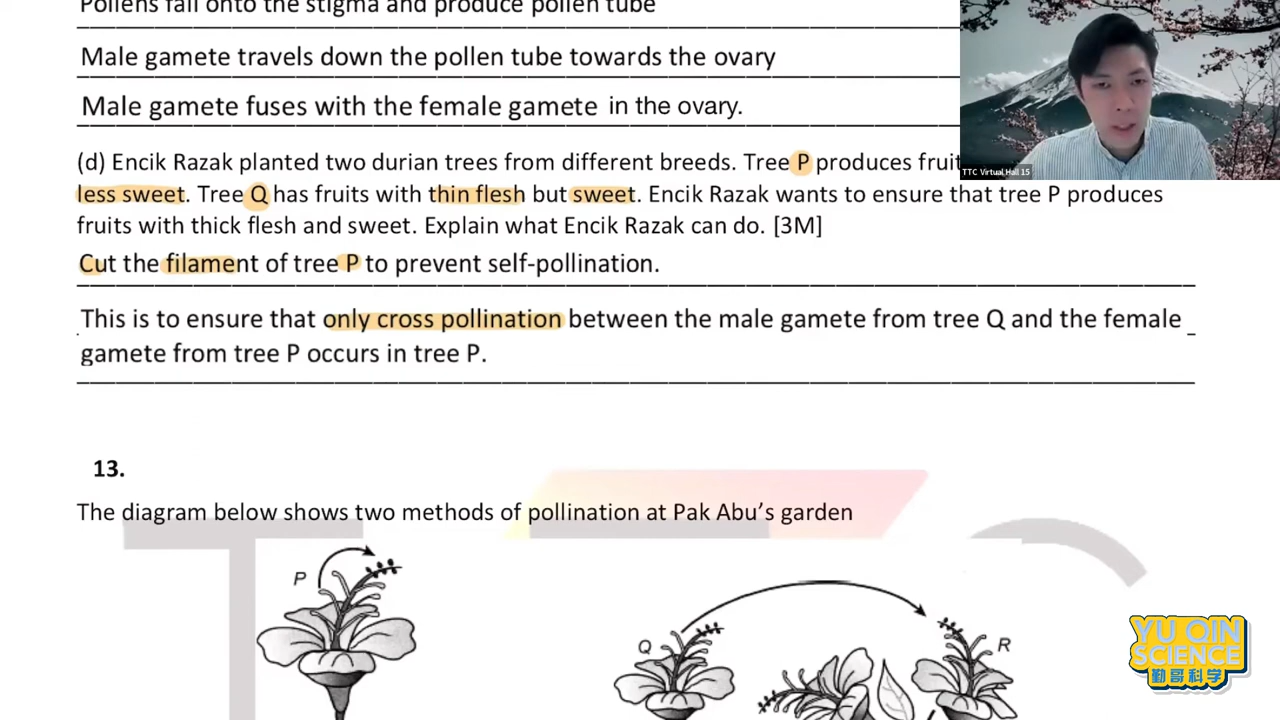 Pollens fall onto the stigma and produce pollen tube
Male gamete travels down the pollen tube towards the ovary
Male gamete fuses with the female gamete in the ovary.
(d) Encik Razak planted two durian trees from different breeds. Tree P produces fruit
TTC Virtual Hall 15
less sweet. Tree Q has fruits with thin flesh but sweet. Encik Razak wants to ensure that tree P produces
fruits with thick flesh and sweet. Explain what Encik Razak can do. [3M]
Cut the filament of tree P to prevent self-pollination.
This is to ensure that only cross pollination between the male gamete from tree Q and the female
gamete from tree P occurs in tree P.
13.
The diagram below shows two methods of pollination at Pak Abu's garden
P
Q
R
YU QIN
SCIENCE
勤哥科学